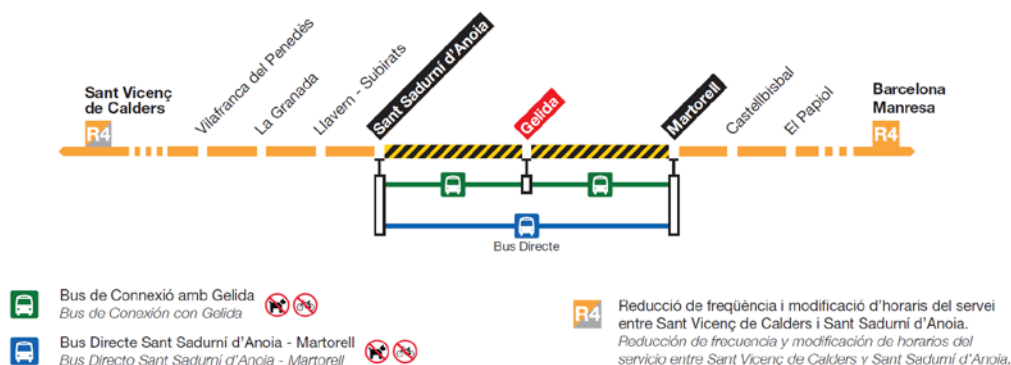 Sant Vicenç
de Calders
R4
Vilafranca del Penedès
La Granada
Llavern - Subirats
Sant Sadurní d'Anoia
Gelida
Martorell
Castellbisbal
El Papiol
Barcelona
Manresa
R4
Bus Directe
Bus de Connexió amb Gelida
Bus de Conexión con Gelida
Bus Directe Sant Sadurní d'Anoia - Martorell
Bus Directo Sant Sadurní d'Anoia - Martorell
R4
Reducció de freqüència i modificació d'horaris del servei
entre Sant Vicenç de Calders i Sant Sadurní d'Anoia.
Reducción de frecuencia y modificación de horarios del
servicio entre Sant Vicenç de Calders y Sant Sadurní d'Anoia.